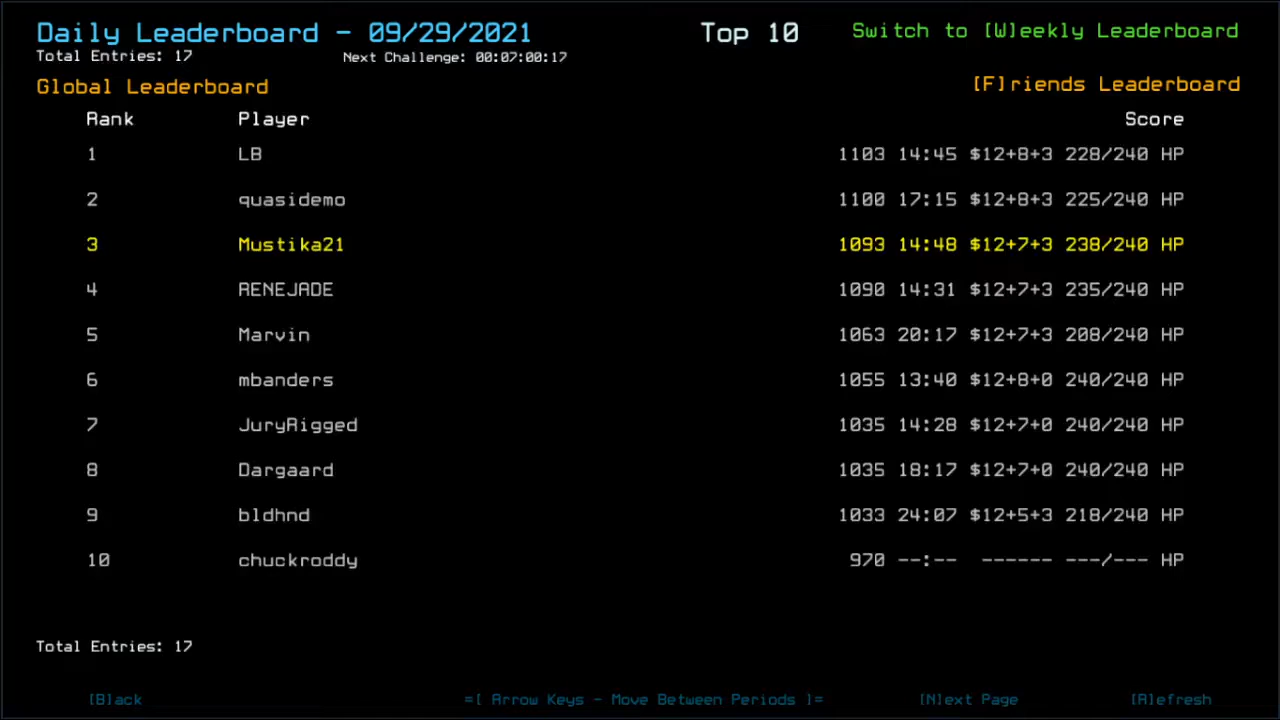 Daily Leaderboard - 09/29/2021 Top 10 Switch to [W]eekly Leaderboard
Total Entries: 17 Next Challenge: 00:07:00:17
Global Leaderboard [F]riends Leaderboard
Rank Player Score
1 LB 1103 14:45 $12+8+3 228/240 HP
2 quasidemo 1100 17:15 $12+8+3 225/240 HP
3 Mustika21 1093 14:48 $12+7+3 238/240 HP
4 RENEJADE 1090 14:31 $12+7+3 235/240 HP
5 Marvin 1063 20:17 $12+7+3 208/240 HP
6 mbanders 1055 13:40 $12+8+0 240/240 HP
7 JuryRigged 1035 14:28 $12+7+0 240/240 HP
8 Dargaard 1035 18:17 $12+7+0 240/240 HP
9 bldhnd 1033 24:07 $12+5+3 218/240 HP
10 chuckroddy 970 --:-- ------ ---/--- HP
Total Entries: 17
[B]ack =[ Arrow Keys - Move Between Periods ]= [N]ext Page [R]efresh